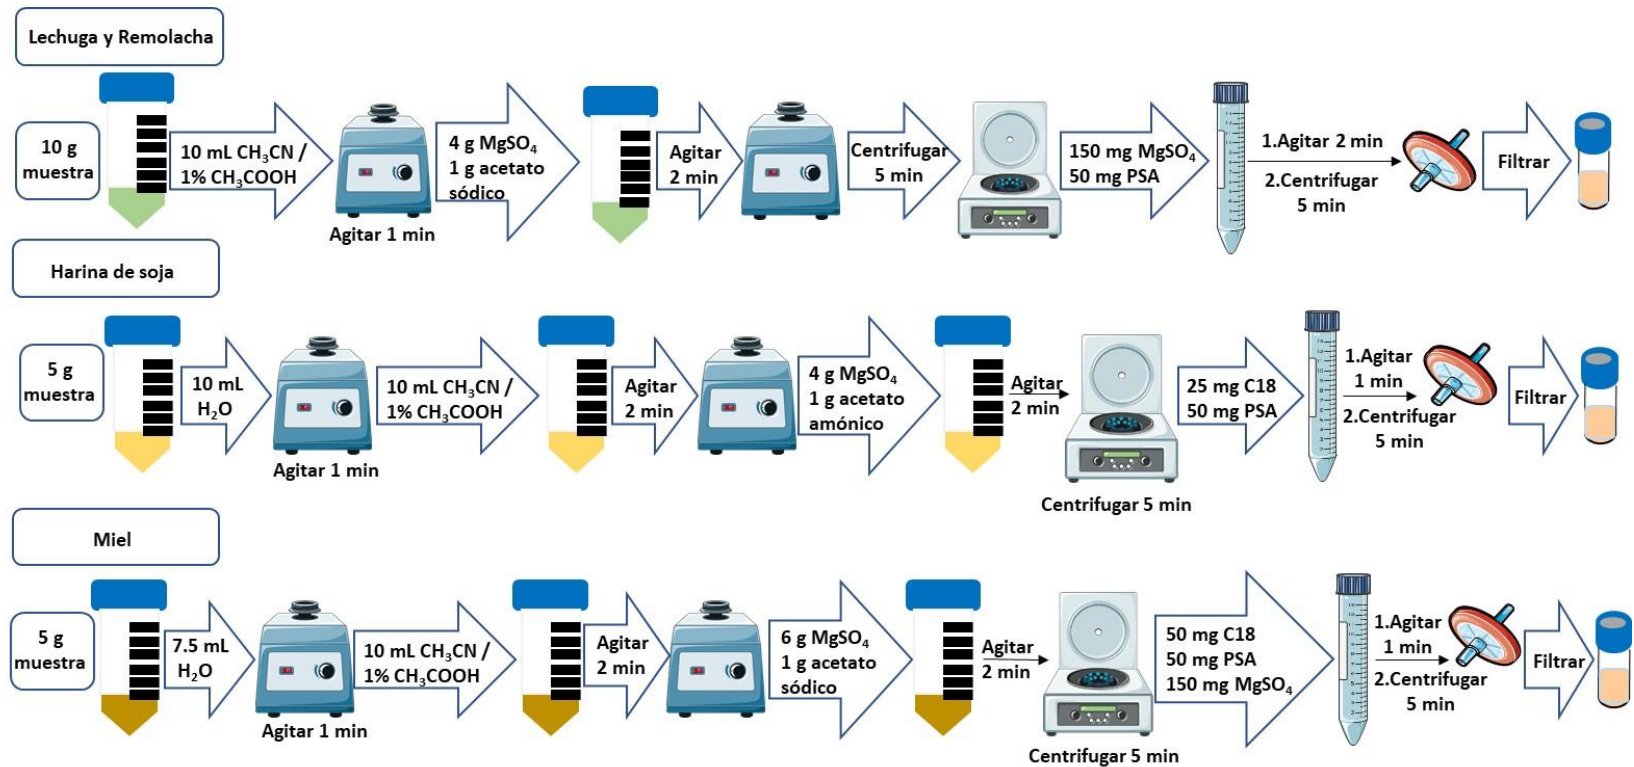 Lechuga y Remolacha
10 g
muestra
10 mL CH₃CN /
1% CH₃COOH
Agitar 1 min
4 g MgSO₄
1 g acetato
sódico
Agitar
2 min
Centrifugar
5 min
150 mg MgSO₄
50 mg PSA
1.Agitar 2 min
2.Centrifugar
5 min
Filtrar
Harina de soja
5 g
muestra
10 mL
H₂O
Agitar 1 min
10 mL CH₃CN /
1% CH₃COOH
Agitar
2 min
4 g MgSO₄
1 g acetato
amónico
Agitar
2 min
Centrifugar 5 min
25 mg C18
50 mg PSA
1.Agitar
1 min
2.Centrifugar
5 min
Filtrar
Miel
5 g
muestra
7.5 mL
H₂O
Agitar 1 min
10 mL CH₃CN /
1% CH₃COOH
Agitar
2 min
6 g MgSO₄
1 g acetato
sódico
Agitar
2 min
Centrifugar 5 min
50 mg C18
50 mg PSA
150 mg MgSO₄
1.Agitar
1 min
2.Centrifugar
5 min
Filtrar